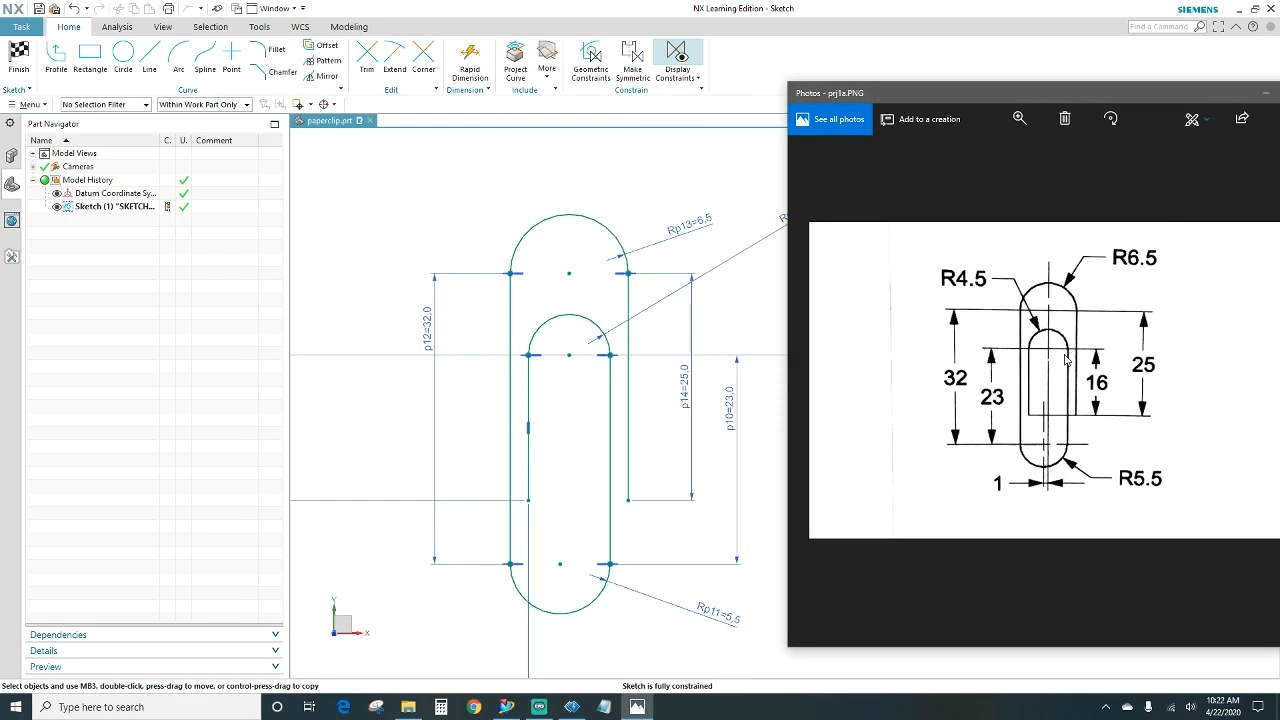 NX
Window
NX Learning Edition - Sketch
SIEMENS
Task
Home
Analysis
View
Selection
Tools
WCS
Modeling
Find a Command
Finish
Profile
Rectangle
Circle
Line
Arc
Spline
Point
Fillet
Chamfer
Offset
Pattern
Mirror
Trim
Extend
Corner
Rapid
Dimension
Project
Curve
More
Geometric
Constraints
Make
Symmetric
Display
Constraints
Sketch
Curve
Edit
Dimension
Include
Constrain
Menu
No Selection Filter
Within Work Part Only
Part Navigator
Name
C.
U.
Comment
Model Views
Cameras
Model History
Datum Coordinate Sy...
Sketch (1) "SKETCH...
Dependencies
Details
Preview
paperclip.prt
Rp13=6,5
R
p12=32,0
p14=25,0
p10=23,0
Rp11=5,5
Y
X
Photos - prj1a.PNG
See all photos
Add to a creation
R6.5
R4.5
32
23
16
25
1
R5.5
Select objects and use MB3, double-click, press-drag to move, or control-press-drag to copy
Sketch is fully constrained
Type here to search
10:22 AM
4/22/2020